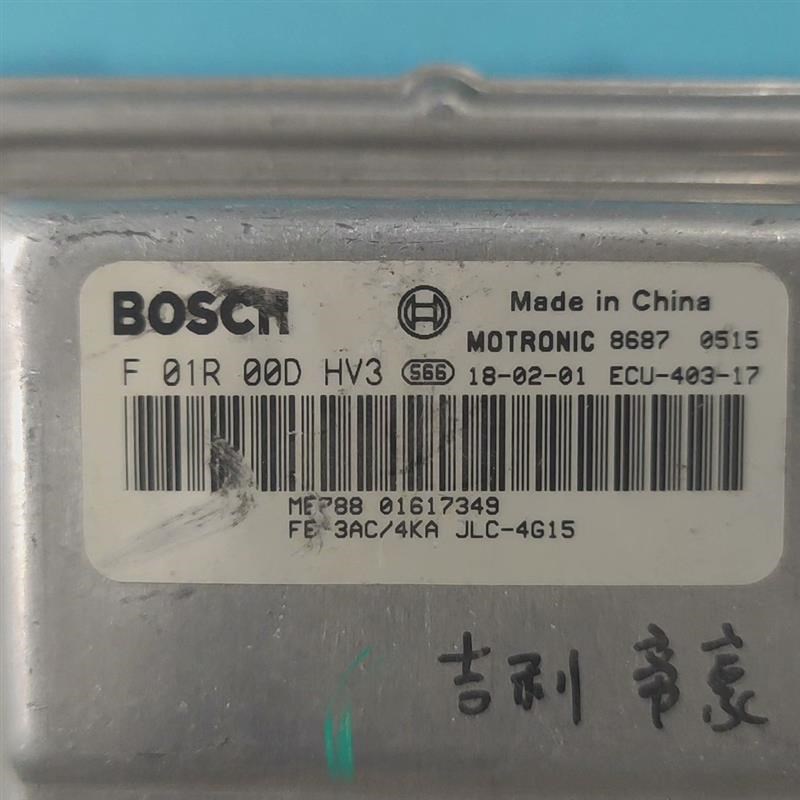 BOSCH Made in China
MOTRONIC 8687 0515
F 01R 00D HV3 566 18-02-01 ECU-403-17
ME788 01617349
FE-3AC/4KA JLC-4G15
吉利 帝豪